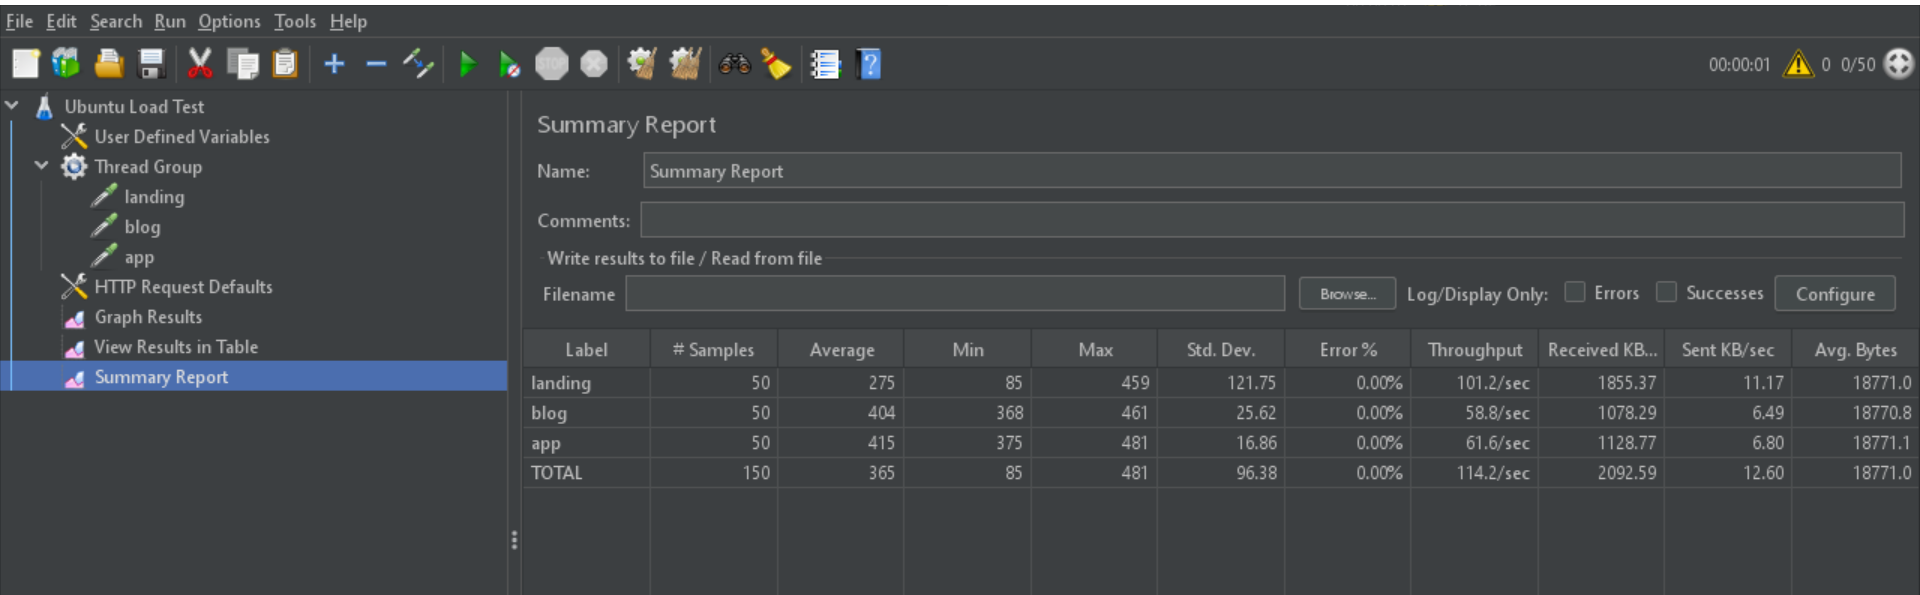 File Edit Search Run Options Tools Help
STOP
00:00:01 0 0/50
Ubuntu Load Test
User Defined Variables
Thread Group
landing
blog
app
HTTP Request Defaults
Graph Results
View Results in Table
Summary Report
Summary Report
Name: Summary Report
Comments:
Write results to file / Read from file
Filename Browse... Log/Display Only: Errors Successes Configure
Label # Samples Average Min Max Std. Dev. Error % Throughput Received KB... Sent KB/sec Avg. Bytes
landing 50 275 85 459 121.75 0.00% 101.2/sec 1855.37 11.17 18771.0
blog 50 404 368 461 25.62 0.00% 58.8/sec 1078.29 6.49 18770.8
app 50 415 375 481 16.86 0.00% 61.6/sec 1128.77 6.80 18771.1
TOTAL 150 365 85 481 96.38 0.00% 114.2/sec 2092.59 12.60 18771.0